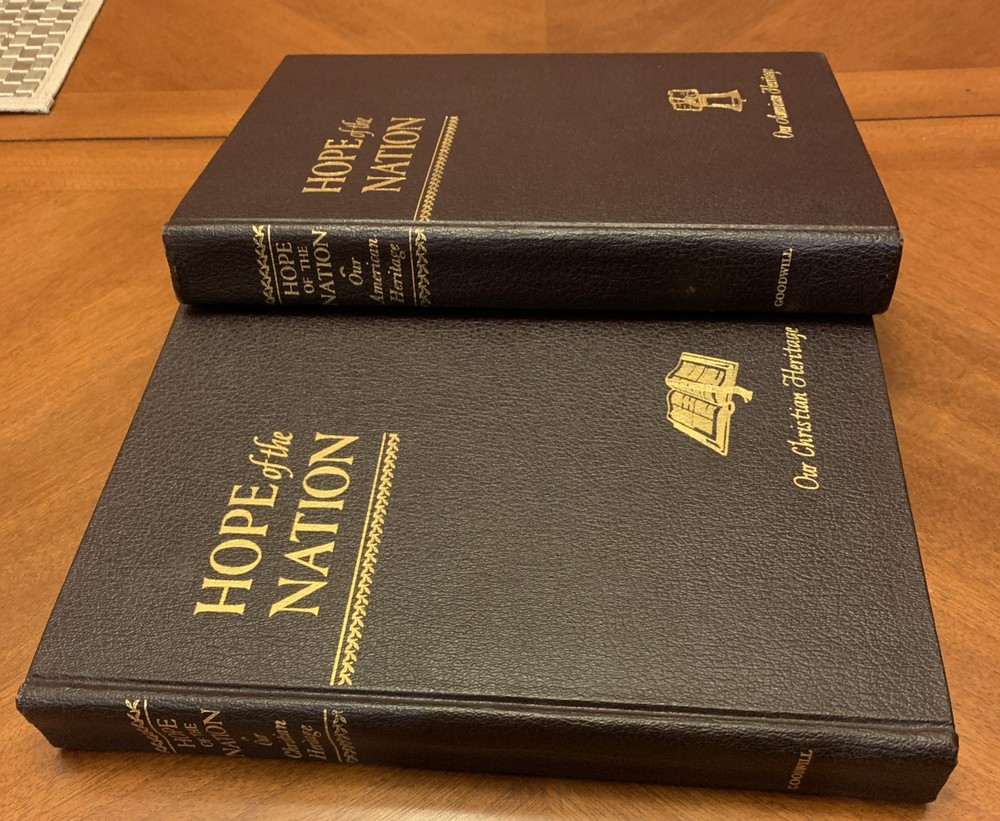 HOPE of the
NATION
Our American Heritage
HOPE
OF THE
NATION
Our
American
Heritage
GOODWILL
HOPE of the
NATION
Our Christian Heritage
HOPE
OF THE
NATION
Our
Christian
Heritage
GOODWILL